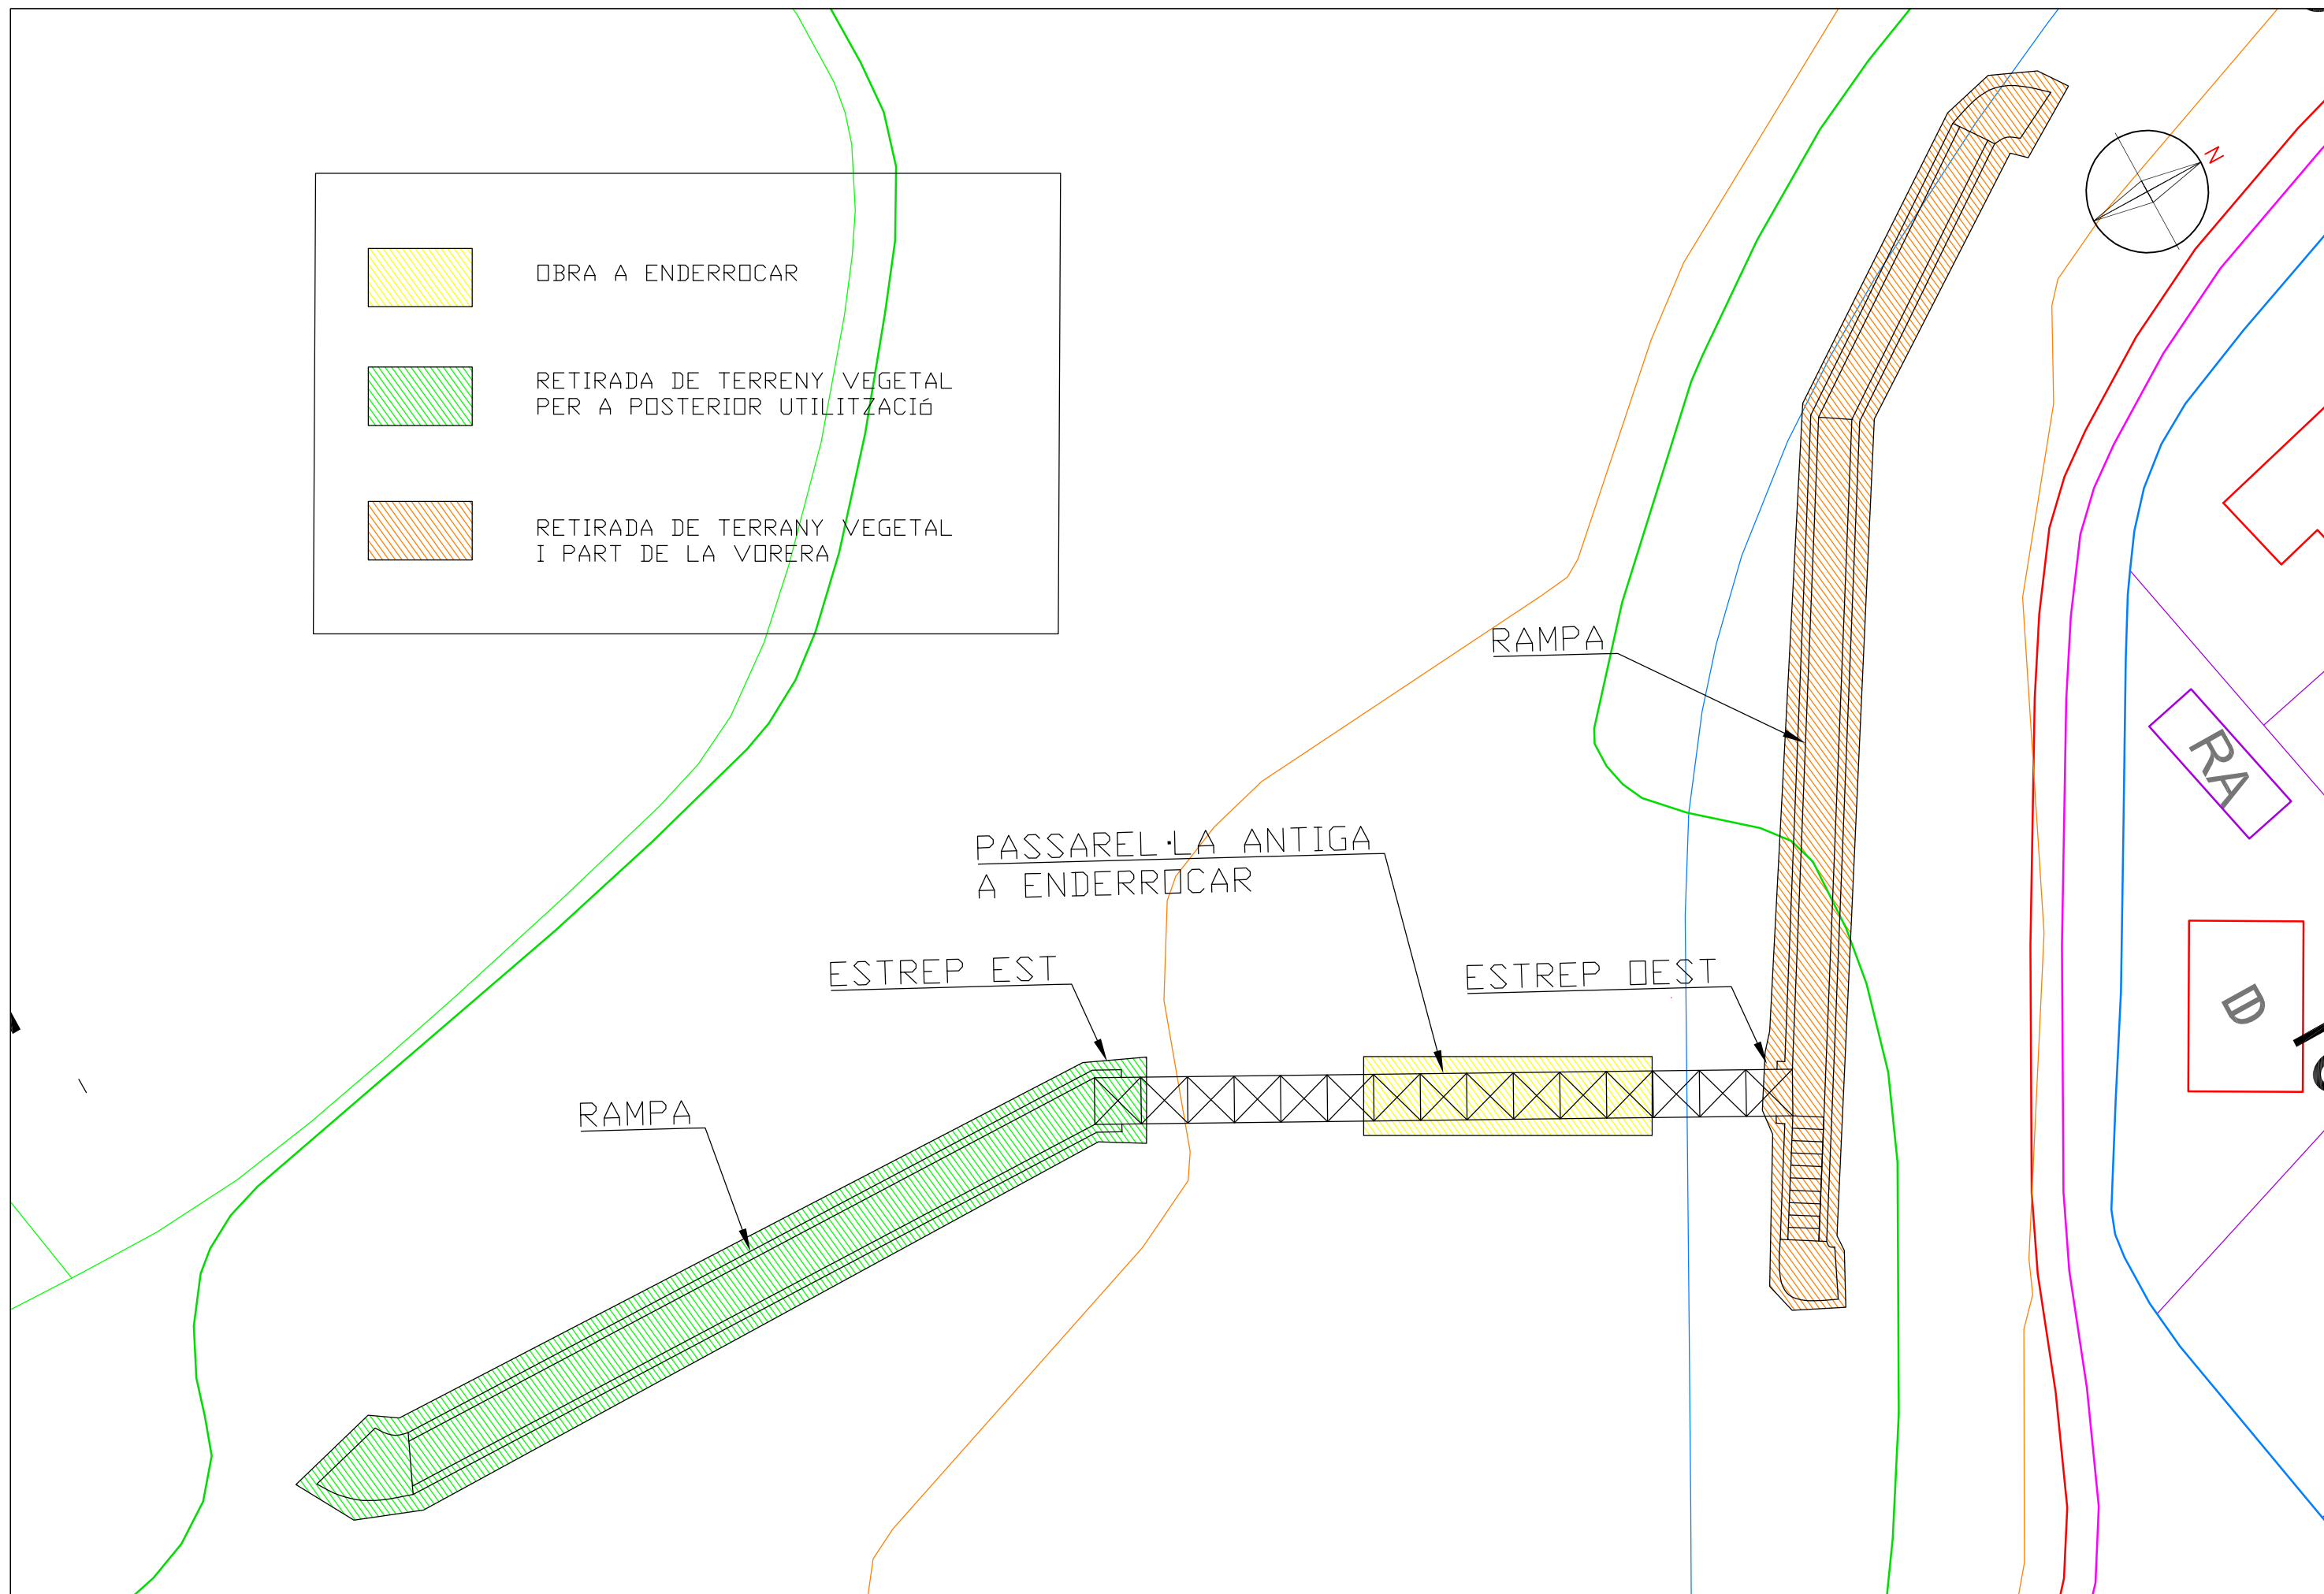 OBRA A ENDERROCAR
RETIRADA DE TERRENY VEGETAL
PER A POSTERIOR UTILITZACIó
RETIRADA DE TERRANY VEGETAL
I PART DE LA VORERA
N
RAMPA
RA
PASSAREL·LA ANTIGA
A ENDERROCAR
ESTREP EST
ESTREP OEST
D
RAMPA